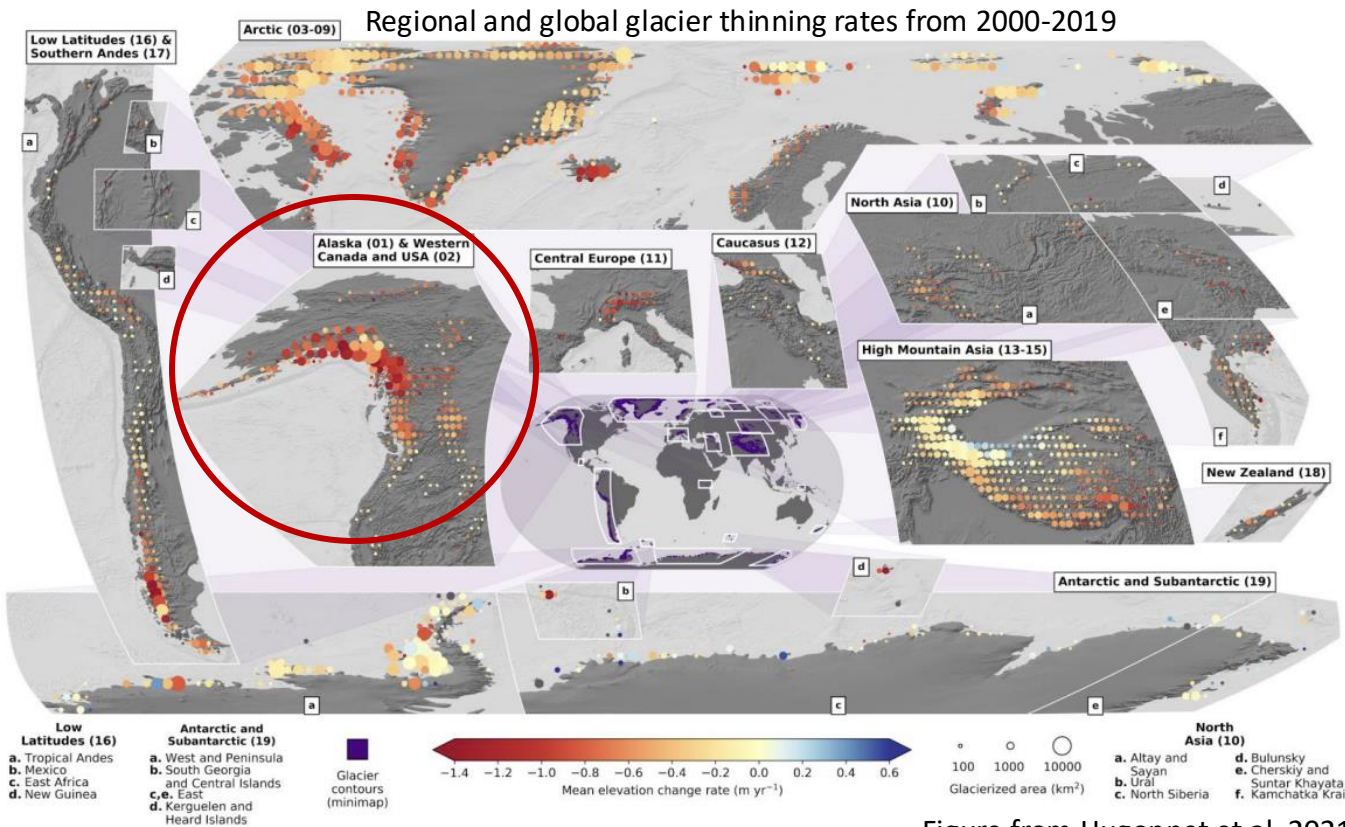 Regional and global glacier thinning rates from 2000-2019
Low Latitudes (16) &
Southern Andes (17)
Arctic (03-09)
a
b
c
d
Alaska (01) & Western
Canada and USA (02)
Central Europe (11)
Caucasus (12)
North Asia (10)
b
c
d
a
e
f
High Mountain Asia (13-15)
New Zealand (18)
Antarctic and Subantarctic (19)
a
b
c
d
e
Low
Latitudes (16)
a. Tropical Andes
b. Mexico
c. East Africa
d. New Guinea
Antarctic and
Subantarctic (19)
a. West and Peninsula
b. South Georgia
and Central Islands
c,e. East
d. Kerguelen and
Heard Islands
Glacier
contours
(minimap)
−1.4 −1.2 −1.0 −0.8 −0.6 −0.4 −0.2 0.0 0.2 0.4 0.6
Mean elevation change rate (m yr⁻¹)
100 1000 10000
Glacierized area (km²)
North
Asia (10)
a. Altay and
Sayan
b. Ural
c. North Siberia
d. Bulunsky
e. Cherskiy and
Suntar Khayata
f. Kamchatka Krai
Figure from Hugonnet et al. 2021